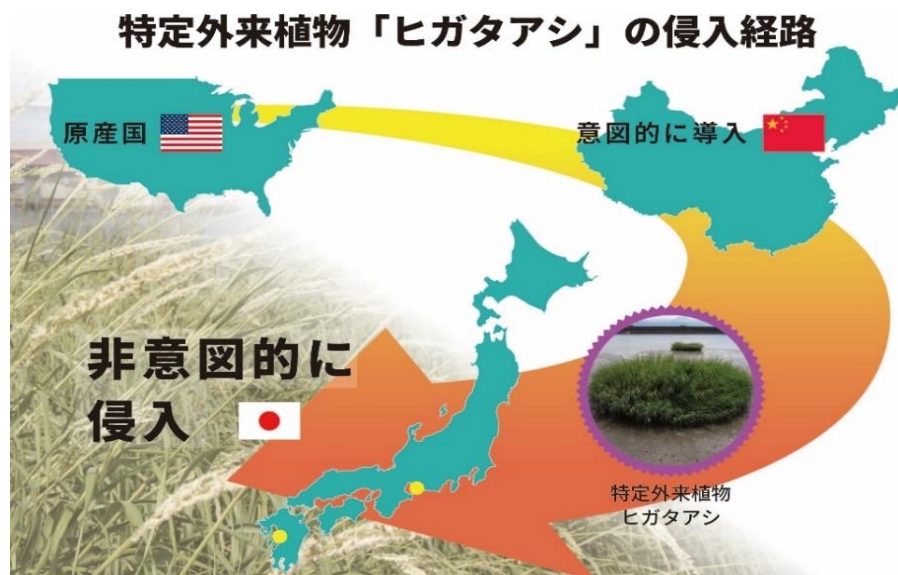 特定外来植物「ヒガタアシ」の侵入経路
原産国
意図的に導入
非意図的に
侵入
特定外来植物
ヒガタアシ